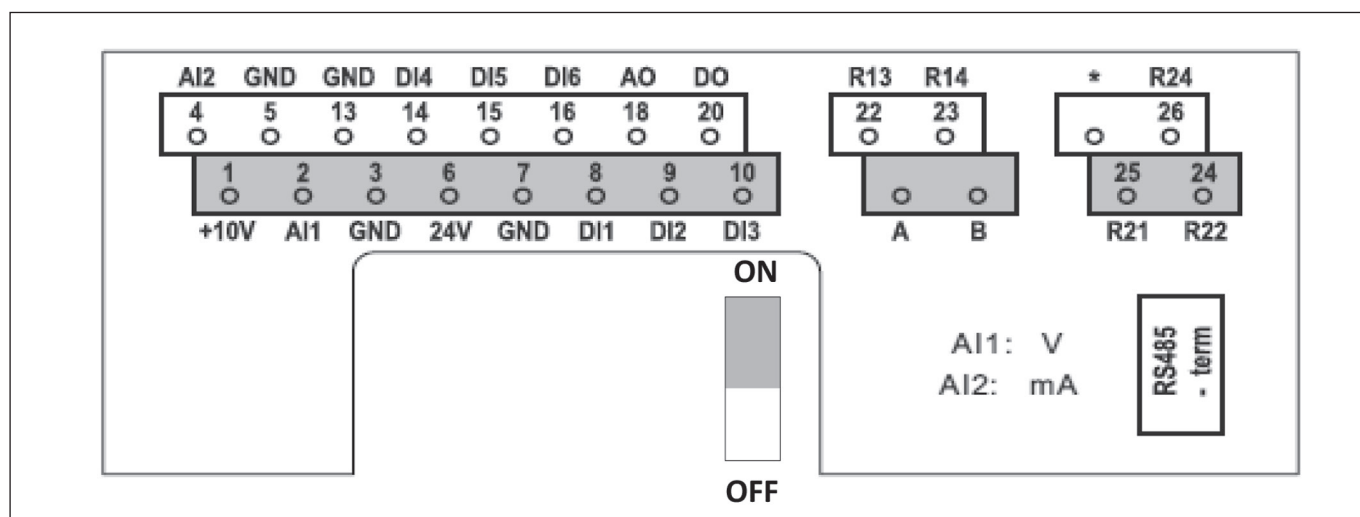 AI2 GND GND DI4 DI5 DI6 AO DO R13 R14 * R24
4 5 13 14 15 16 18 20 22 23 26
1 2 3 6 7 8 9 10 25 24
+10V AI1 GND 24V GND DI1 DI2 DI3 A B R21 R22
ON
AI1: V
AI2: mA
RS485
- term
OFF